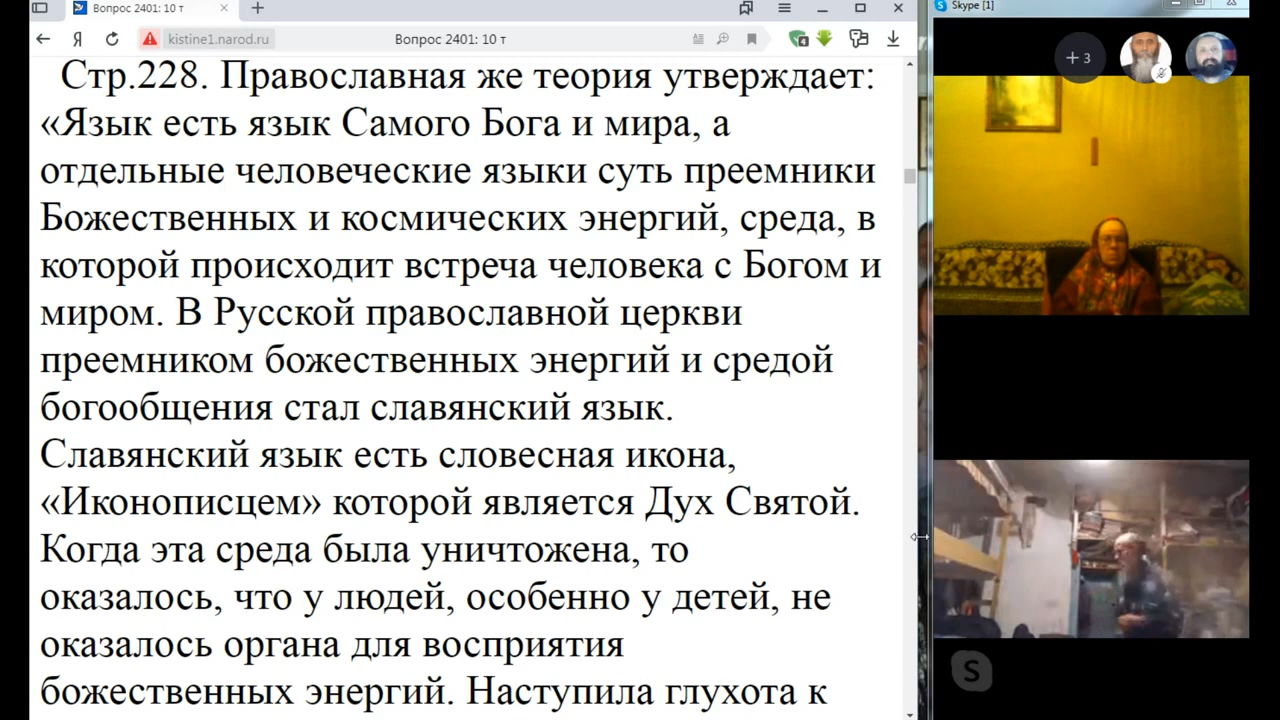 Вопрос 2401: 10 т
Skype [1]
kistine1.narod.ru
Вопрос 2401: 10 т
4
+ 3
Стр.228. Православная же теория утверждает:
«Язык есть язык Самого Бога и мира, а
отдельные человеческие языки суть преемники
Божественных и космических энергий, среда, в
которой происходит встреча человека с Богом и
миром. В Русской православной церкви
преемником божественных энергий и средой
богообщения стал славянский язык.
Славянский язык есть словесная икона,
«Иконописцем» которой является Дух Святой.
Когда эта среда была уничтожена, то
оказалось, что у людей, особенно у детей, не
оказалось органа для восприятия
божественных энергий. Наступила глухота к